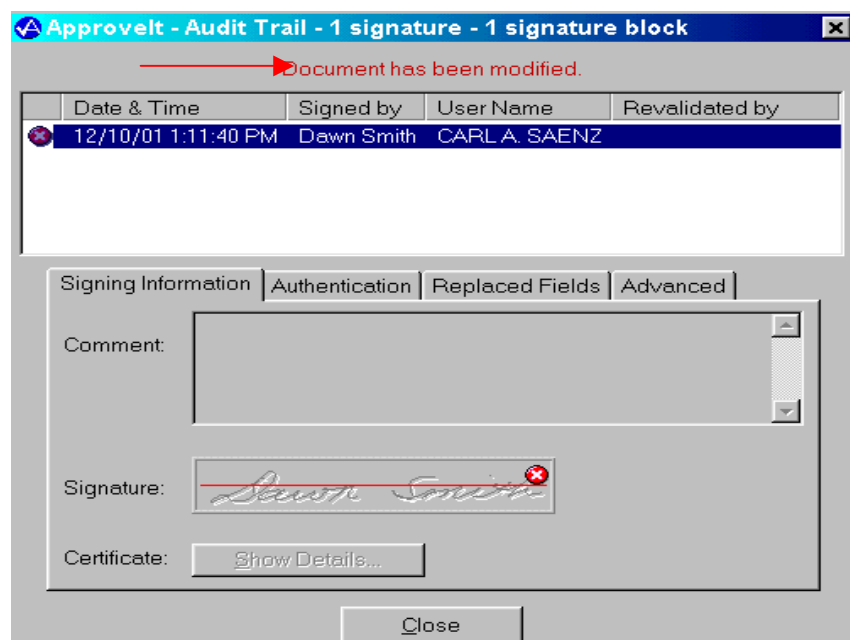 ApproveIt - Audit Trail - 1 signature - 1 signature block
Document has been modified.
Date & Time Signed by User Name Revalidated by
12/10/01 1:11:40 PM Dawn Smith CARL A. SAENZ
Signing Information Authentication Replaced Fields Advanced
Comment:
Signature: Dawn Smith
Certificate: Show Details...
Close